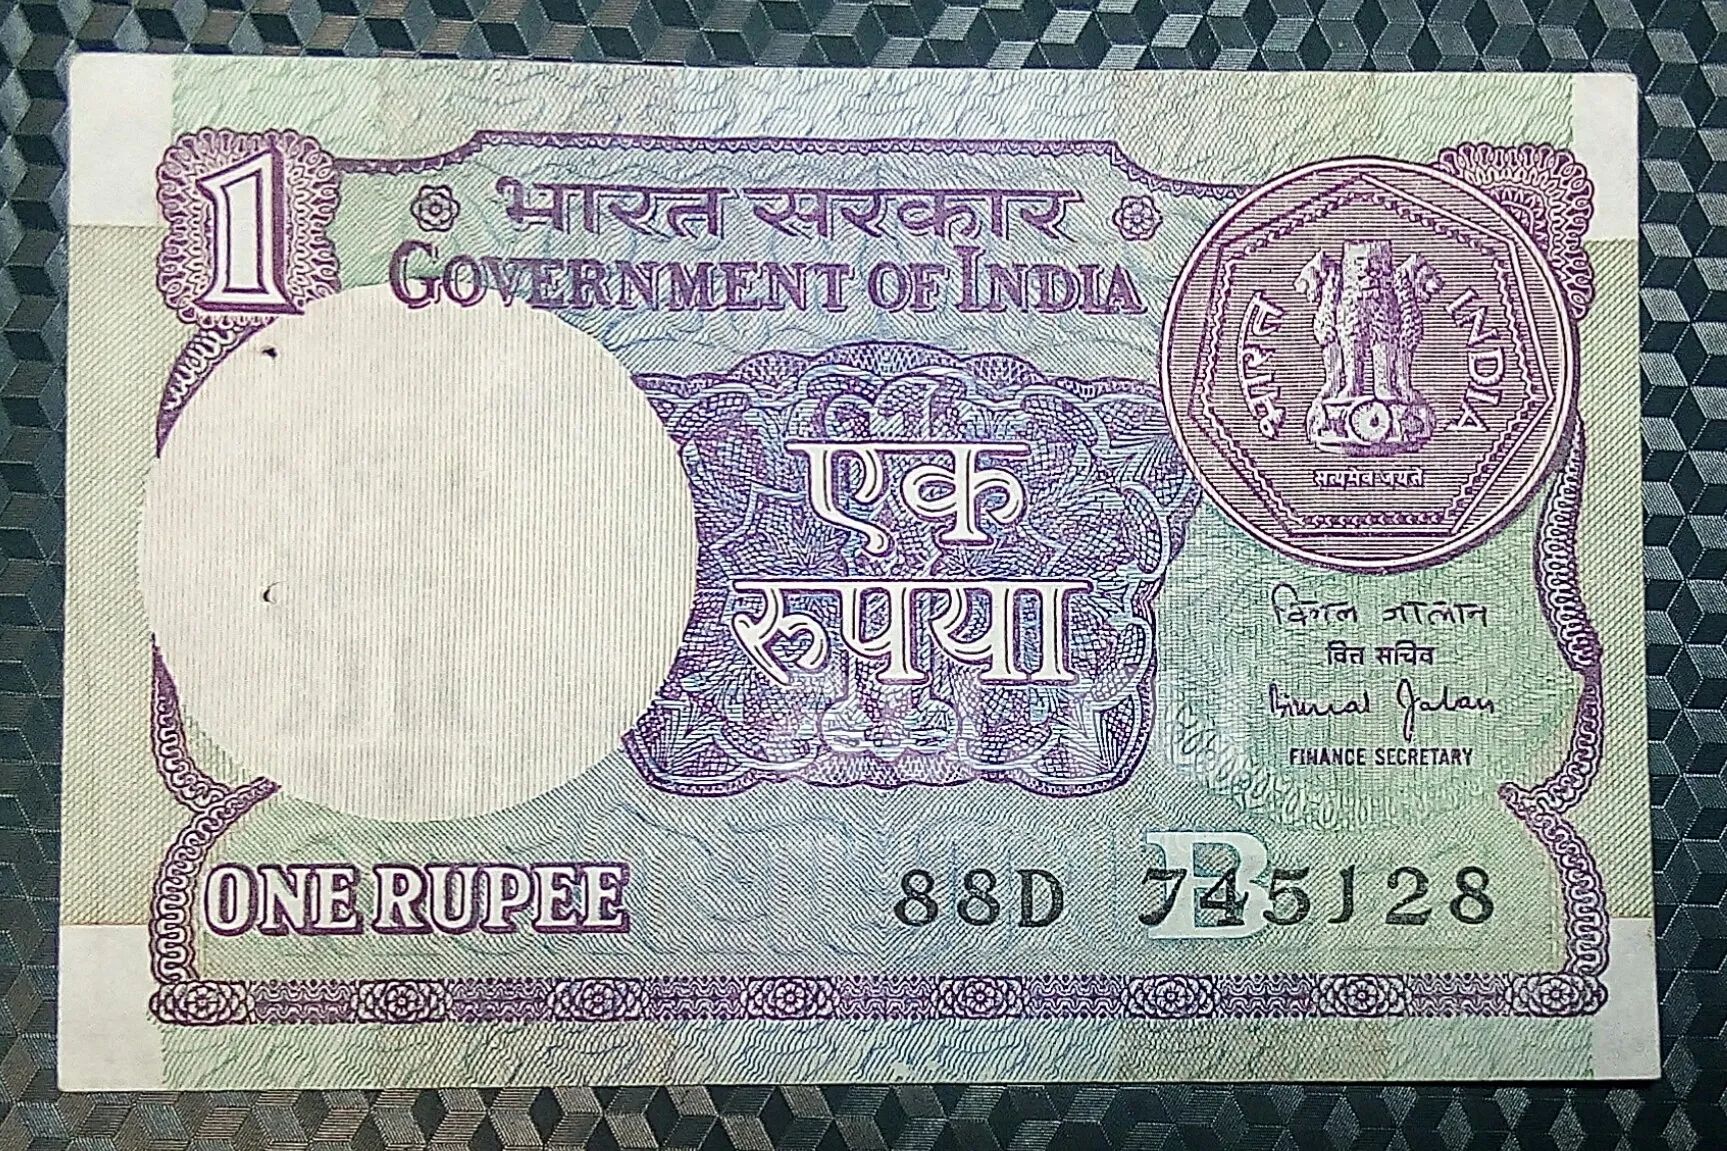 1
भारत सरकार
GOVERNMENT OF INDIA
भारत
INDIA
सत्यमेव जयते
एक
रुपया
बिमल जालान
वित्त सचिव
Bimal Jalan
FINANCE SECRETARY
B
ONE RUPEE
88D 745128